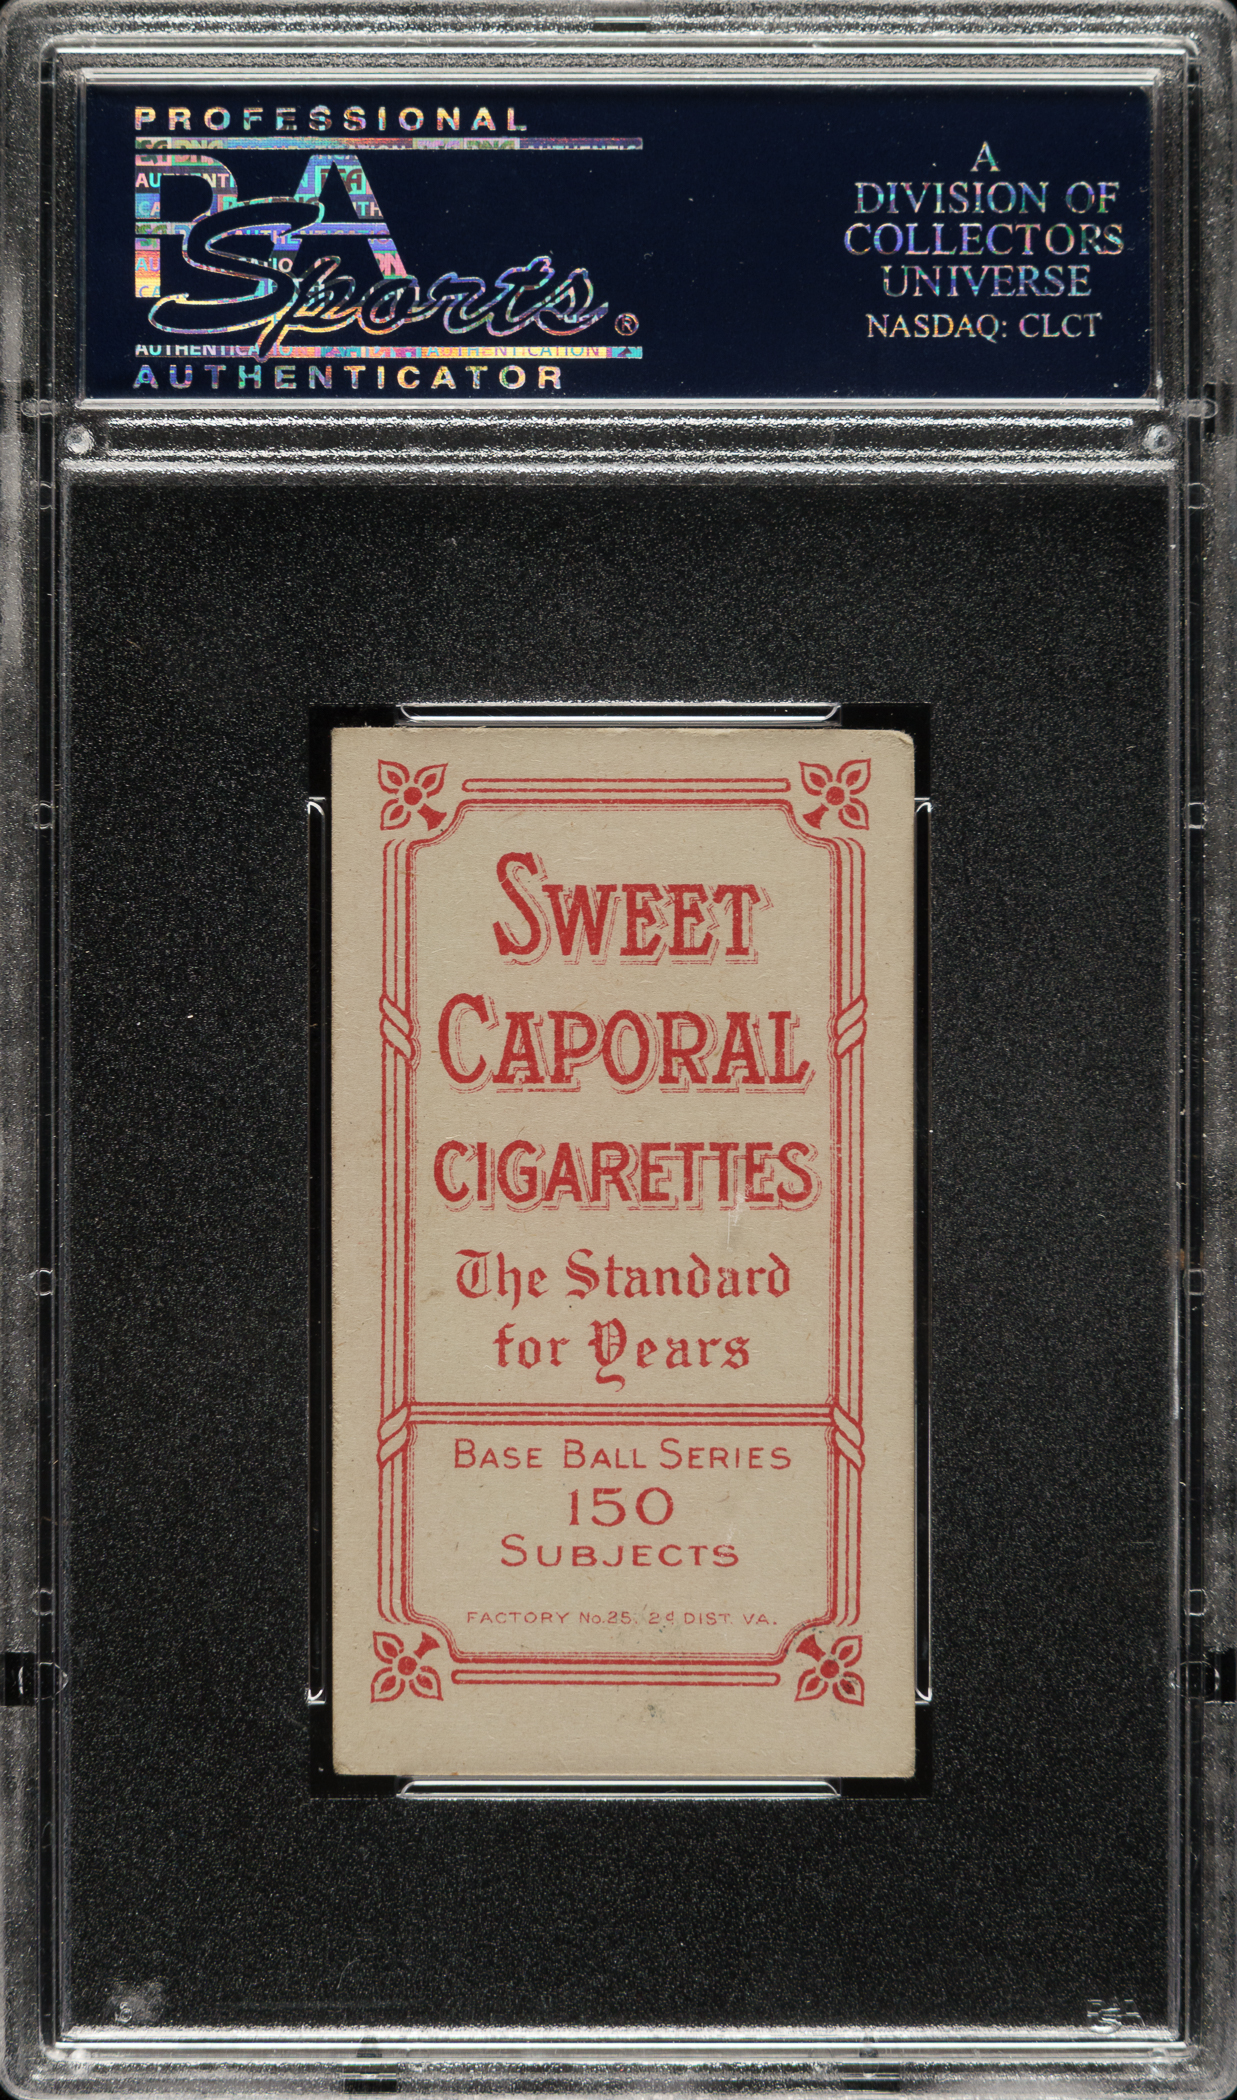 PROFESSIONAL
PSA
Sports®
AUTHENTICATOR
A
DIVISION OF
COLLECTORS
UNIVERSE
NASDAQ: CLCT
SWEET
CAPORAL
CIGARETTES
The Standard
for Years
BASE BALL SERIES
150
SUBJECTS
FACTORY No. 25, 2d DIST. VA.
PSA